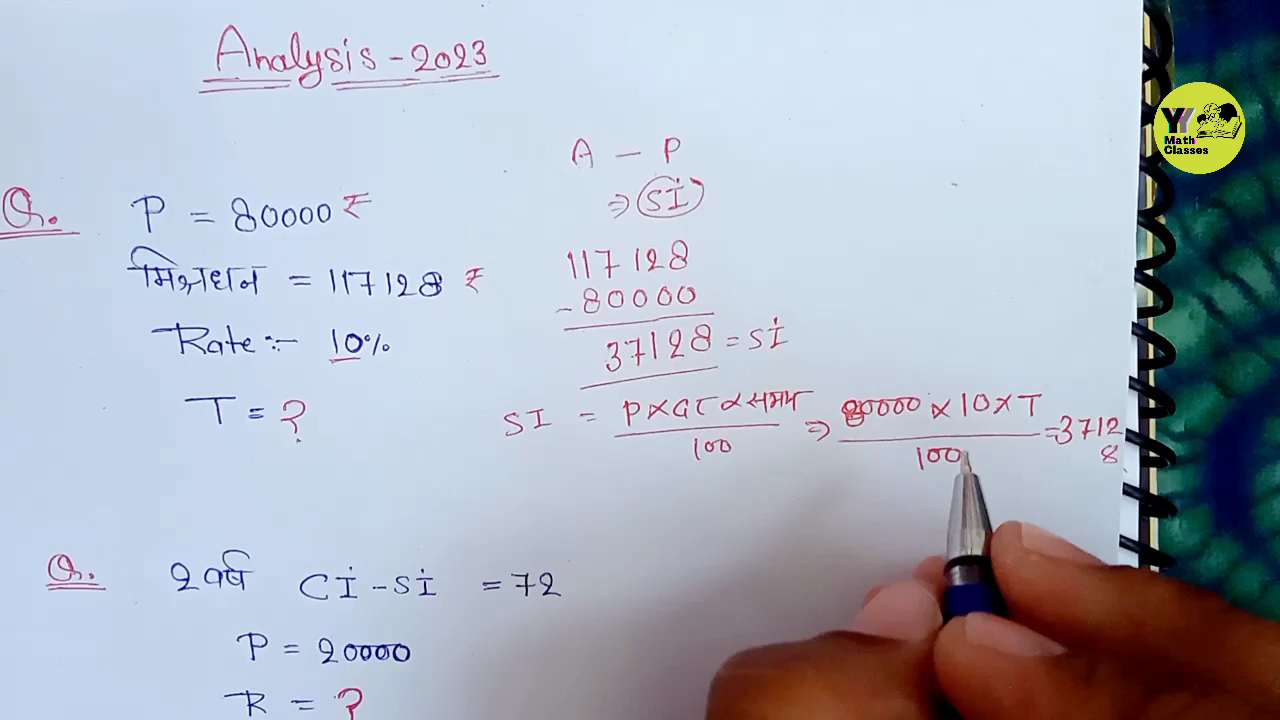 Analysis - 2023
Q. P = 80000 ₹
मिश्रधन = 117128 ₹
Rate :- 10%
T = ?
A - P
⇒ SI
117128
- 80000
37128 = SI
SI = P × दर × समय / 100 ⇒ 80000 × 10 × T / 100 = 37128
Q. 2 वर्ष CI - SI = 72
P = 20000
R = ?
YY
Math
Classes